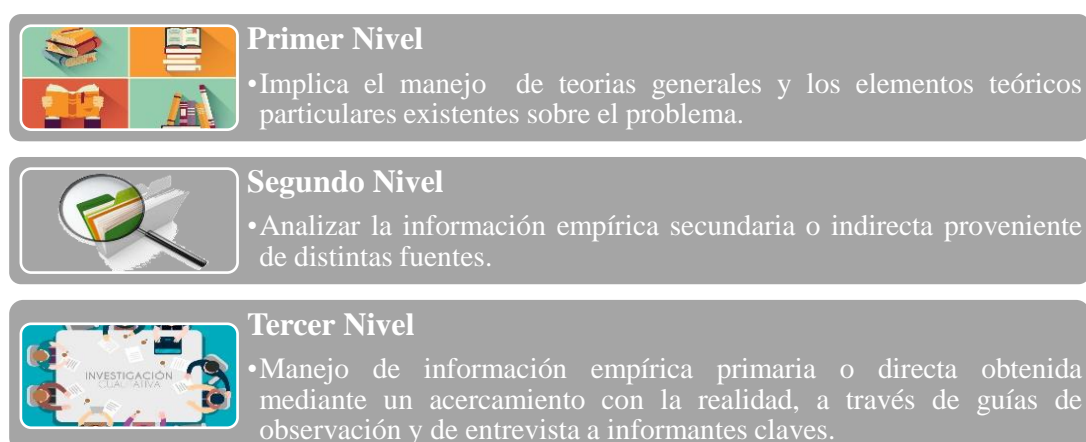 Primer Nivel
•Implica el manejo de teorias generales y los elementos teóricos
particulares existentes sobre el problema.
Segundo Nivel
•Analizar la información empírica secundaria o indirecta proveniente
de distintas fuentes.
Tercer Nivel
INVESTIGACIÓN
CUALITATIVA
•Manejo de información empírica primaria o directa obtenida
mediante un acercamiento con la realidad, a través de guías de
observación y de entrevista a informantes claves.